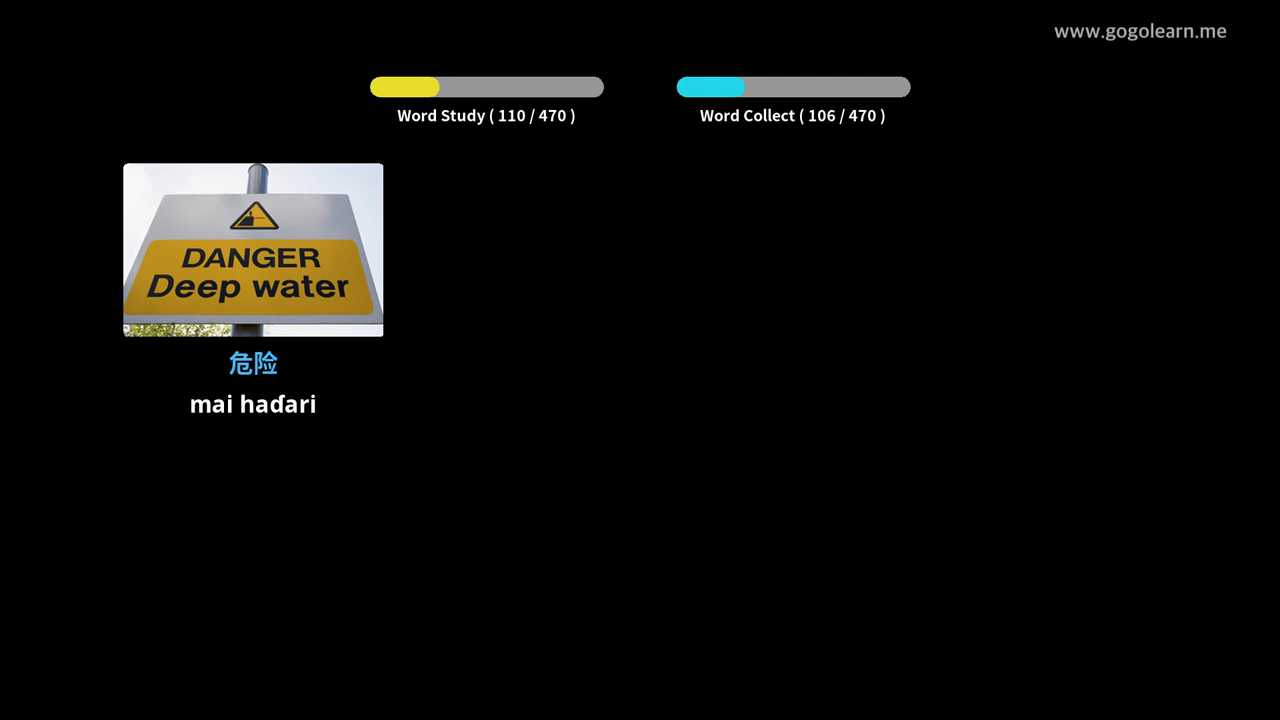 www.gogolearn.me
Word Study ( 110 / 470 )
Word Collect ( 106 / 470 )
DANGER
Deep water
危险
mai haɗari